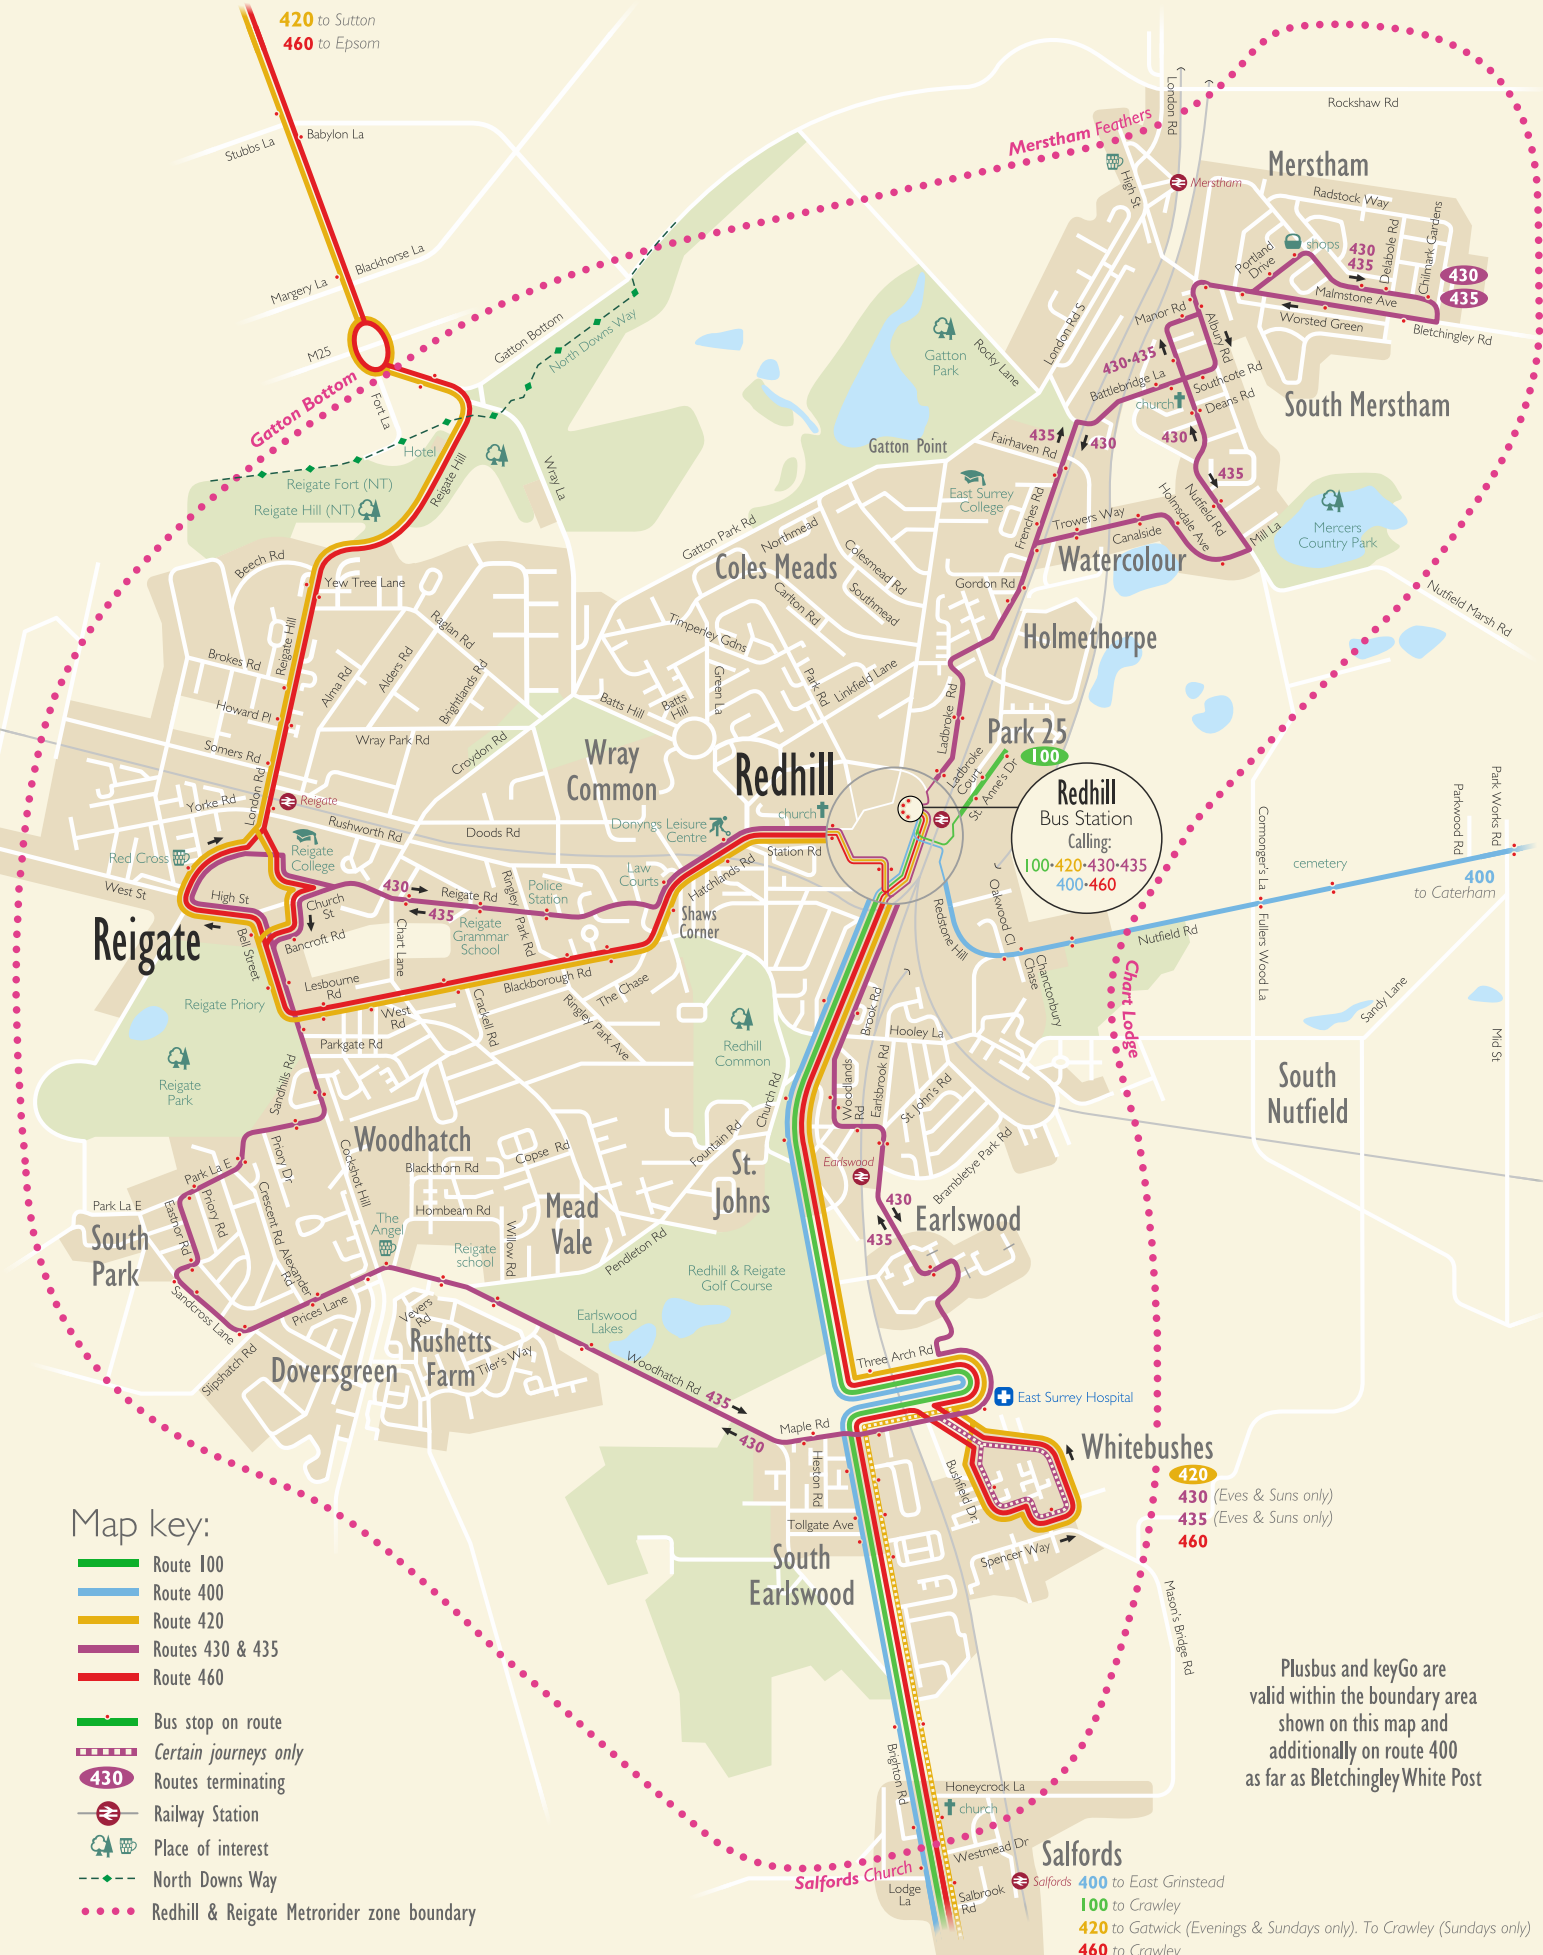 420 to Sutton
460 to Epsom
Babylon La
Stubbs La
Blackhorse La
Margery La
M25
Gatton Bottom
Gatton Bottom
North Downs Way
Fort La
Hotel
Reigate Hill
Wray La
Reigate Fort (NT)
Reigate Hill (NT)
Merstham Feathers
London Rd
Rockshaw Rd
High St
Merstham
Merstham
Radstock Way
Portland
Drive
shops
430
435
Delabole Rd
Chilmark Gardens
430
435
Malmstone Ave
Worsted Green
Bletchingley Rd
Manor Rd
Albury Rd
London Rd S
430•435
Battlebridge La
Southcote Rd
Deans Rd
church
South Merstham
Gatton
Park
Rocky Lane
Gatton Point
Fairhaven Rd
435
430
430
435
East Surrey
College
Frenches Rd
Trowers Way
Canalside
Holmsdale Ave
Nutfield Rd
Mill La
Mercers
Country Park
Watercolour
Nutfield Marsh Rd
Gordon Rd
Holmethorpe
Gatton Park Rd
Northmead
Coles Meads
Colesmead Rd
Carlton Rd
Southmead
Timperley Gdns
Green La
Park Rd
Linkfield Lane
Batts Hill
Batts
Hill
Ladbroke Rd
Beech Rd
Yew Tree Lane
Reigate Hill
Raglan Rd
Brokes Rd
Alma Rd
Alders Rd
Brightlands Rd
Howard Pl
Wray Park Rd
Croydon Rd
Somers Rd
London Rd
Yorke Rd
Reigate
Wray
Common
Redhill
church
Park 25
100
Ladbroke
Court
St. Anne's Dr
Redhill
Bus Station
Calling:
100•420•430•435
400•460
Rushworth Rd
Doods Rd
Donyngs Leisure
Centre
Station Rd
Hatchlands Rd
Law
Courts
Red Cross
Reigate
College
West St
High St
Church
St
430
435
Reigate Rd
Ringley
Park Rd
Police
Station
Reigate
Grammar
School
Shaws
Corner
Reigate
Bell Street
Bancroft Rd
Chart Lane
Lesbourne
Rd
Blackborough Rd
The Chase
West
Rd
Crackell Rd
Ringley Park Ave
Reigate Priory
Parkgate Rd
Sandhills Rd
Reigate
Park
Redhill
Common
Church Rd
Fountain Rd
Redstone Hill
Oakwood Cl
Chanctonbury
Chase
Nutfield Rd
Chart Lodge
Cormonger's La
Fullers Wood La
cemetery
Parkwood Rd
Park Works Rd
400
to Caterham
Sandy Lane
Mid St
South
Nutfield
Brook Rd
Hooley La
Woodlands
Rd
Earlsbrook Rd
St. John's Rd
Brambletye Park Rd
Earlswood
430
435
Earlswood
St.
Johns
Woodhatch
Priory Dr
Cockshot Hill
Blackthorn Rd
Copse Rd
Hornbeam Rd
Willow Rd
Mead
Vale
Pendleton Rd
Park La E
Park La E
Priory Rd
Eastnor Rd
Crescent Rd
Alexander
Rd
South
Park
Sandcross Lane
Slipshatch Rd
Prices Lane
The
Angel
Reigate
school
Vevers
Rd
Rushetts
Farm
Tiler's Way
Doversgreen
Earlswood
Lakes
Redhill & Reigate
Golf Course
Woodhatch Rd
435
430
Maple Rd
Three Arch Rd
East Surrey Hospital
Whitebushes
420
430 (Eves & Suns only)
435 (Eves & Suns only)
460
Heston Rd
Tollgate Ave
Bushfield Dr.
Spencer Way
South
Earlswood
Mason's Bridge Rd
Brighton Rd
Honeycrock La
church
Westmead Dr
Salfords
Salfords
Salfords Church
Lodge
La
Salbrook
Rd
400 to East Grinstead
100 to Crawley
420 to Gatwick (Evenings & Sundays only). To Crawley (Sundays only)
460 to Crawley
Plusbus and keyGo are
valid within the boundary area
shown on this map and
additionally on route 400
as far as Bletchingley White Post
Map key:
Route 100
Route 400
Route 420
Routes 430 & 435
Route 460
Bus stop on route
Certain journeys only
430 Routes terminating
Railway Station
Place of interest
North Downs Way
Redhill & Reigate Metrorider zone boundary